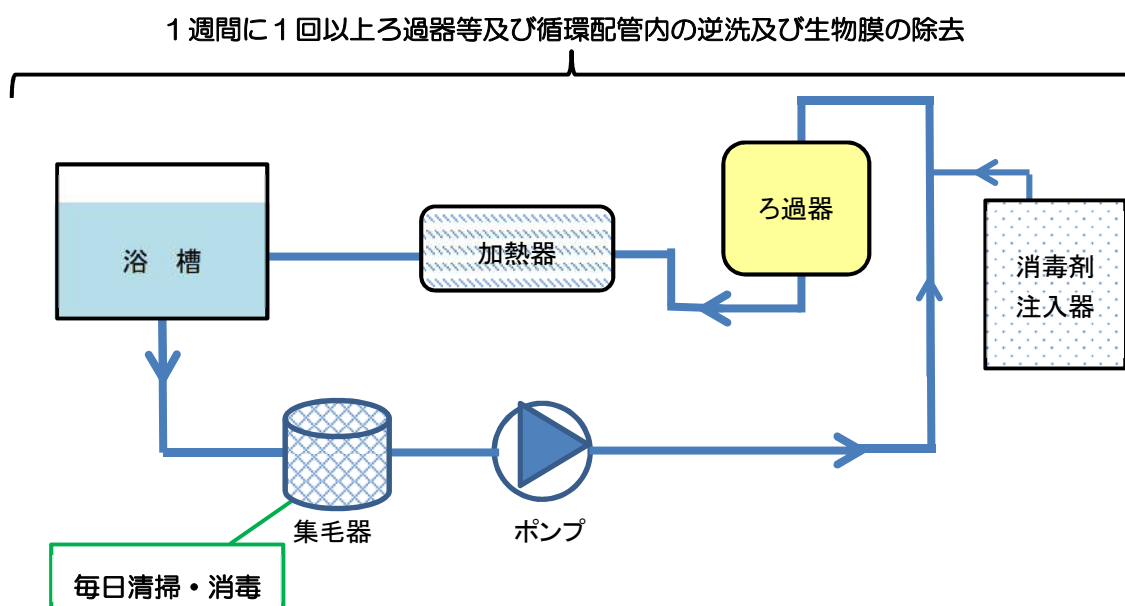 １週間に１回以上ろ過器等及び循環配管内の逆洗及び生物膜の除去
ろ過器
浴　槽
加熱器
消毒剤
注入器
集毛器
ポンプ
毎日清掃・消毒